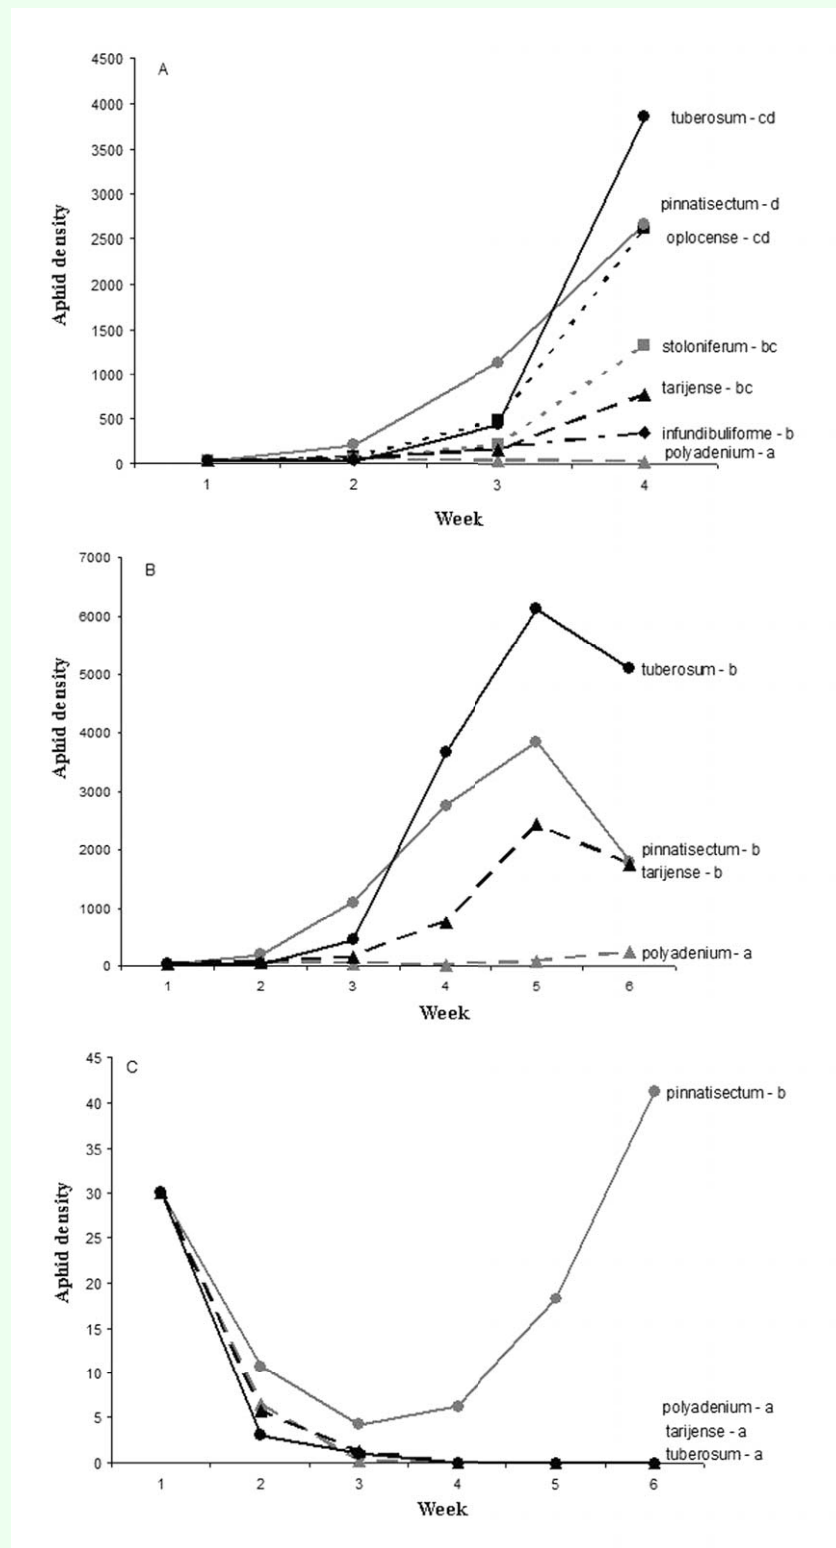 A
4500
4000
3500
3000
2500
2000
1500
1000
500
0
Aphid density
tuberosum - cd
pinnatisectum - d
oplocense - cd
stoloniferum - bc
tarijense - bc
infundibuliforme - b
polyadenium - a
1 2 3 4
Week
B
7000
6000
5000
4000
3000
2000
1000
0
Aphid density
tuberosum - b
pinnatisectum - b
tarijense - b
polyadenium - a
1 2 3 4 5 6
Week
C
45
40
35
30
25
20
15
10
5
0
Aphid density
pinnatisectum - b
polyadenium - a
tarijense - a
tuberosum - a
1 2 3 4 5 6
Week